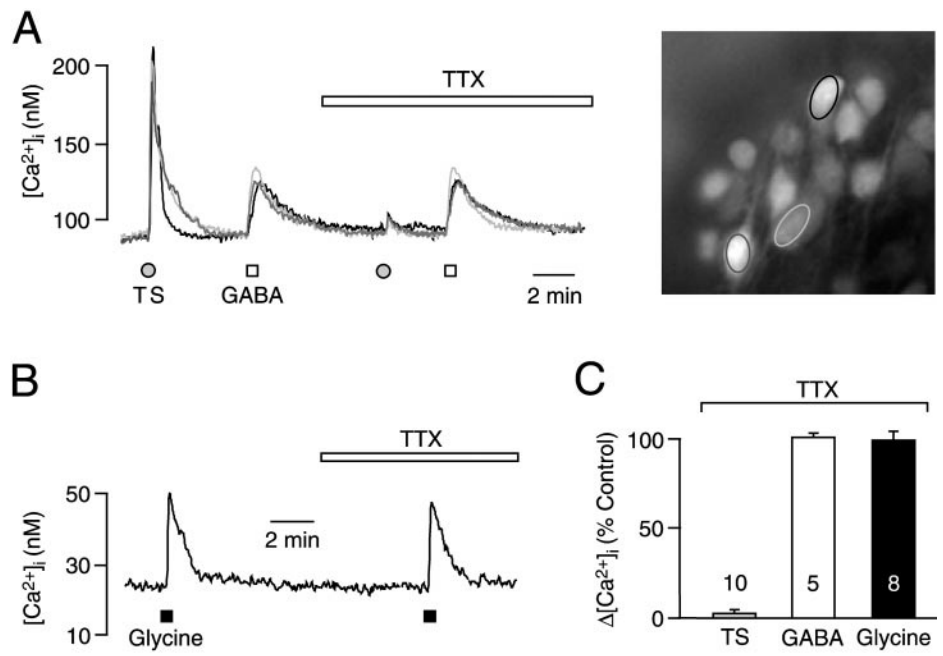 A
[Ca²⁺]ᵢ (nM)
200
150
100
TTX
TS
GABA
2 min
B
[Ca²⁺]ᵢ (nM)
50
30
10
TTX
2 min
Glycine
C
TTX
Δ[Ca²⁺]ᵢ (% Control)
100
50
0
10
5
8
TS
GABA
Glycine